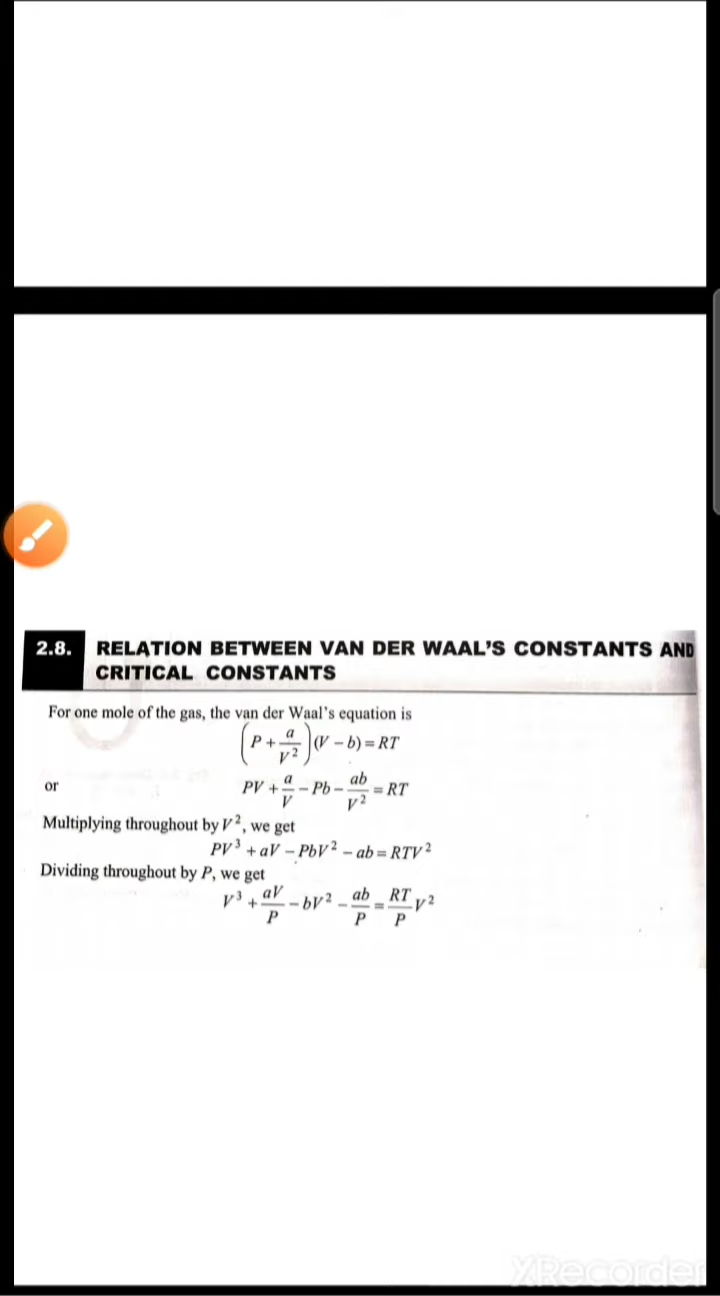 2.8. RELATION BETWEEN VAN DER WAAL'S CONSTANTS AND
CRITICAL CONSTANTS
For one mole of the gas, the van der Waal's equation is
(P + a/V²)(V – b) = RT
or PV + a/V – Pb – ab/V² = RT
Multiplying throughout by V², we get
PV³ + aV – PbV² – ab = RTV²
Dividing throughout by P, we get
V³ + aV/P – bV² – ab/P = RT/P V²
XRecorder